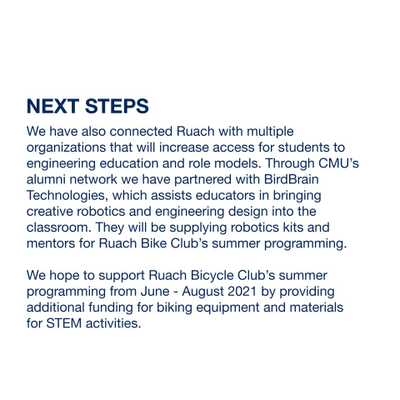 NEXT STEPS
We have also connected Ruach with multiple
organizations that will increase access for students to
engineering education and role models. Through CMU's
alumni network we have partnered with BirdBrain
Technologies, which assists educators in bringing
creative robotics and engineering design into the
classroom. They will be supplying robotics kits and
mentors for Ruach Bike Club's summer programming.
We hope to support Ruach Bicycle Club's summer
programming from June - August 2021 by providing
additional funding for biking equipment and materials
for STEM activities.